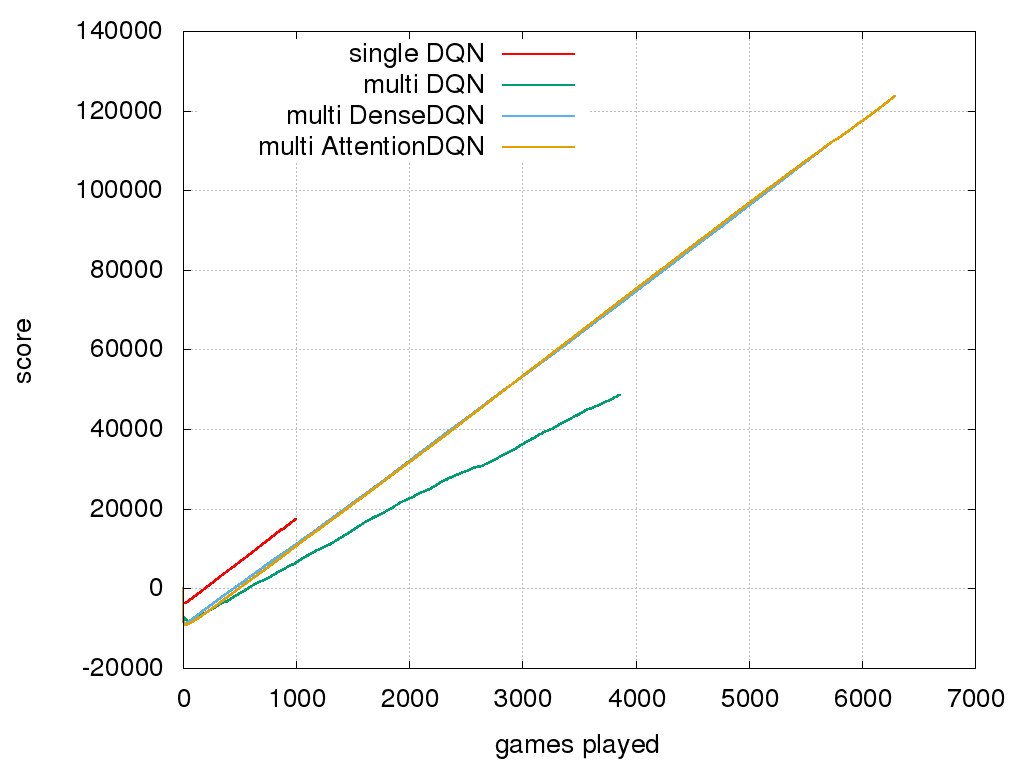 140000
120000
100000
80000
60000
40000
20000
0
-20000
score
single DQN
multi DQN
multi DenseDQN
multi AttentionDQN
0 1000 2000 3000 4000 5000 6000 7000
games played